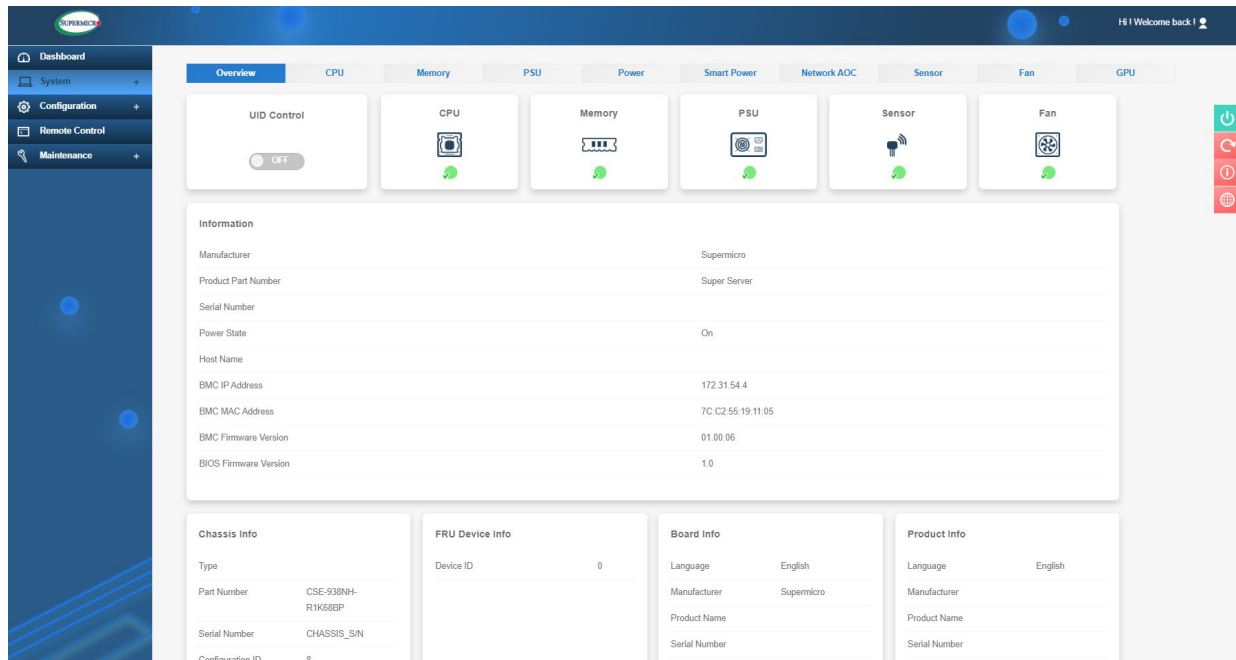 SUPERMICR
Hi ! Welcome back !
Dashboard
System +
Configuration +
Remote Control
Maintenance +
Overview CPU Memory PSU Power Smart Power Network AOC Sensor Fan GPU
UID Control CPU Memory PSU Sensor Fan
OFF
Information
Manufacturer Supermicro
Product Part Number Super Server
Serial Number
Power State On
Host Name
BMC IP Address 172.31.54.4
BMC MAC Address 7C:C2:55:19:11:05
BMC Firmware Version 01.00.06
BIOS Firmware Version 1.0
Chassis Info FRU Device Info Board Info Product Info
Type Device ID 0 Language English Language English
Part Number CSE-938NH- Manufacturer Supermicro Manufacturer
R1K68BP
Product Name Product Name
Serial Number CHASSIS_S/N Serial Number Serial Number
Configuration ID 8